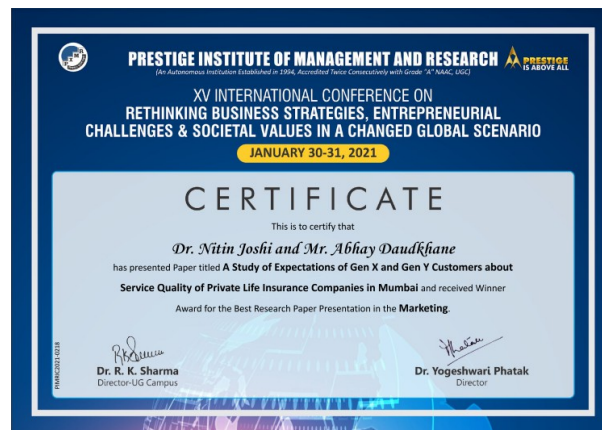 PRESTIGE INSTITUTE OF MANAGEMENT AND RESEARCH
PRESTIGE
IS ABOVE ALL
(An Autonomous Institution Established in 1994, Accredited Twice Consecutively with Grade "A" NAAC, UGC)
XV INTERNATIONAL CONFERENCE ON
RETHINKING BUSINESS STRATEGIES, ENTREPRENEURIAL
CHALLENGES & SOCIETAL VALUES IN A CHANGED GLOBAL SCENARIO
JANUARY 30-31, 2021
CERTIFICATE
This is to certify that
Dr. Nitin Joshi and Mr. Abhay Daudkhane
has presented Paper titled A Study of Expectations of Gen X and Gen Y Customers about
Service Quality of Private Life Insurance Companies in Mumbai and received Winner
Award for the Best Research Paper Presentation in the Marketing.
PIMRIC2021-0218
Dr. R. K. Sharma
Director-UG Campus
Dr. Yogeshwari Phatak
Director